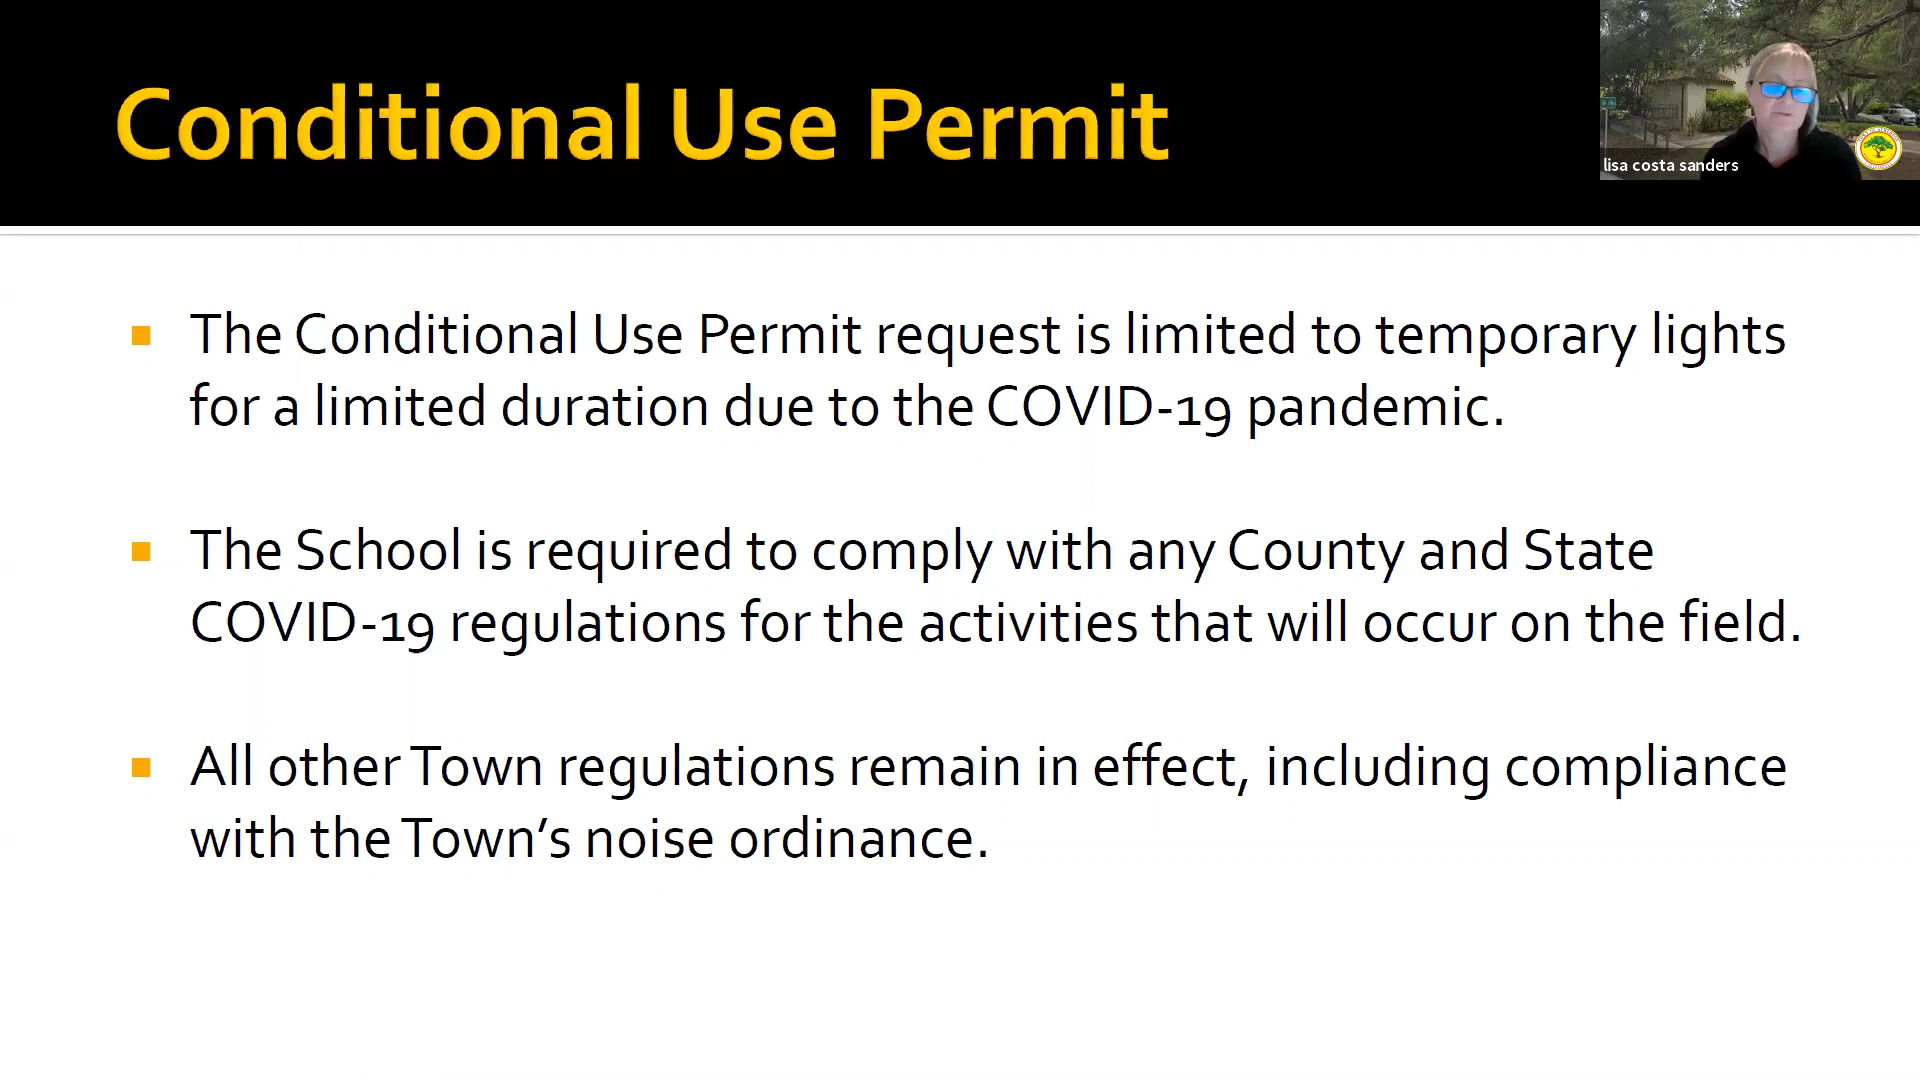 Conditional Use Permit
lisa costa sanders
The Conditional Use Permit request is limited to temporary lights
for a limited duration due to the COVID-19 pandemic.
The School is required to comply with any County and State
COVID-19 regulations for the activities that will occur on the field.
All other Town regulations remain in effect, including compliance
with the Town’s noise ordinance.